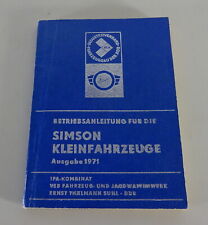 BETRIEBSANLEITUNG FÜR DIE
SIMSON
KLEINFAHRZEUGE
Ausgabe 1971
IFA-KOMBINAT
VEB FAHRZEUG- UND JAGDWAFFENWERK
ERNST THÄLMANN SUHL - DDR